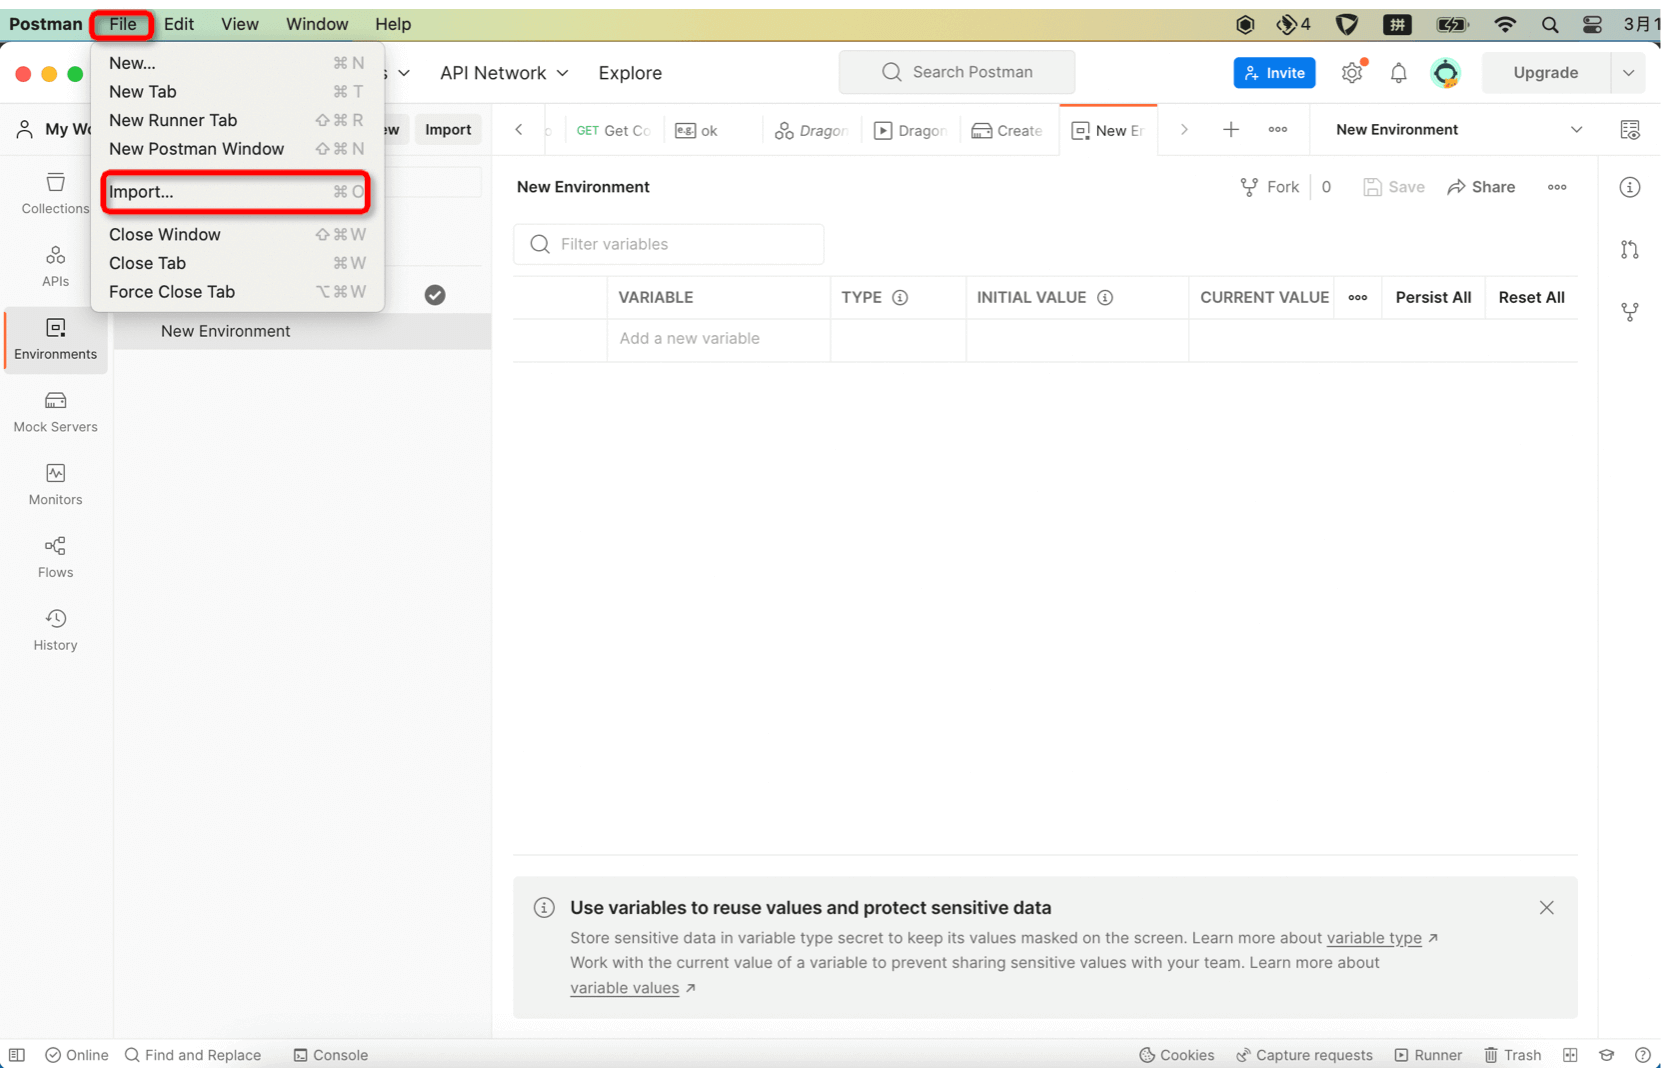 Postman File Edit View Window Help 4 拼 3月1
New... ⌘ N
New Tab ⌘ T
New Runner Tab ⇧ ⌘ R
New Postman Window ⇧ ⌘ N
Import... ⌘ O
Close Window ⇧ ⌘ W
Close Tab ⌘ W
Force Close Tab ⌥ ⌘ W
s API Network Explore Search Postman Invite Upgrade
My Wo ew Import GET Get Co e.g. ok Dragon Dragon Create New En New Environment
New Environment Fork 0 Save Share
Collections
APIs
Environments
Mock Servers
Monitors
Flows
History
New Environment
Filter variables
VARIABLE TYPE INITIAL VALUE CURRENT VALUE Persist All Reset All
Add a new variable
Use variables to reuse values and protect sensitive data
Store sensitive data in variable type secret to keep its values masked on the screen. Learn more about variable type ↗
Work with the current value of a variable to prevent sharing sensitive values with your team. Learn more about
variable values ↗
Online Find and Replace Console Cookies Capture requests Runner Trash